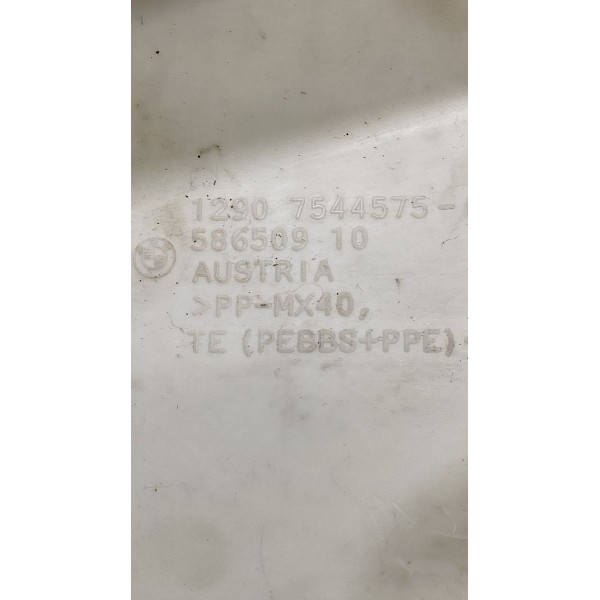 1290 7544575-
586509 10
AUSTRIA
>PP-MX40,
TE (PEBBS+PPE)